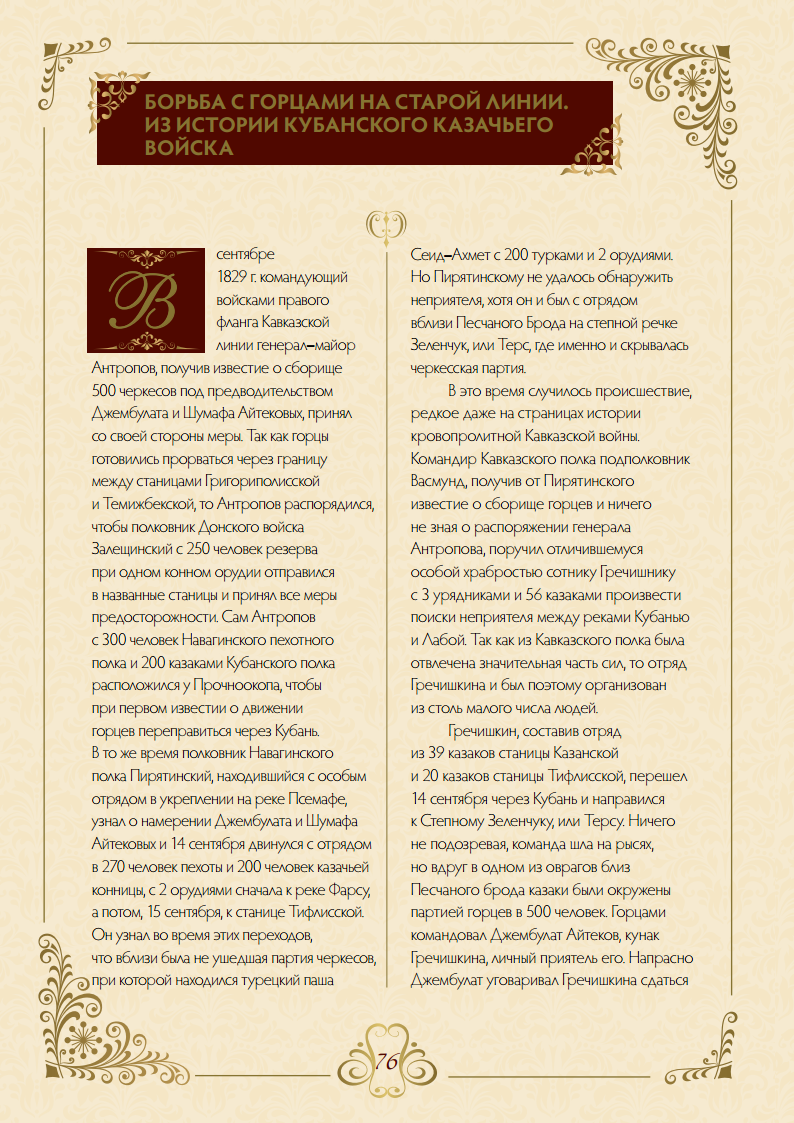 БОРЬБА С ГОРЦАМИ НА СТАРОЙ ЛИНИИ.
ИЗ ИСТОРИИ КУБАНСКОГО КАЗАЧЬЕГО
ВОЙСКА
В
сентябре
1829 г. командующий
войсками правого
фланга Кавказской
линии генерал–майор
Антропов, получив известие о сборище
500 черкесов под предводительством
Джембулата и Шумафа Айтековых, принял
со своей стороны меры. Так как горцы
готовились прорваться через границу
между станицами Григориполисской
и Темижбекской, то Антропов распорядился,
чтобы полковник Донского войска
Залещинский с 250 человек резерва
при одном конном орудии отправился
в названные станицы и принял все меры
предосторожности. Сам Антропов
с 300 человек Навагинского пехотного
полка и 200 казаками Кубанского полка
расположился у Прочноокопа, чтобы
при первом известии о движении
горцев переправиться через Кубань.
В то же время полковник Навагинского
полка Пирятинский, находившийся с особым
отрядом в укреплении на реке Псемафе,
узнал о намерении Джембулата и Шумафа
Айтековых и 14 сентября двинулся с отрядом
в 270 человек пехоты и 200 человек казачьей
конницы, с 2 орудиями сначала к реке Фарсу,
а потом, 15 сентября, к станице Тифлисской.
Он узнал во время этих переходов,
что вблизи была не ушедшая партия черкесов,
при которой находился турецкий паша
Сеид–Ахмет с 200 турками и 2 орудиями.
Но Пирятинскому не удалось обнаружить
неприятеля, хотя он и был с отрядом
вблизи Песчаного Брода на степной речке
Зеленчук, или Терс, где именно и скрывалась
черкесская партия.
В это время случилось происшествие,
редкое даже на страницах истории
кровопролитной Кавказской войны.
Командир Кавказского полка подполковник
Васмунд, получив от Пирятинского
известие о сборище горцев и ничего
не зная о распоряжении генерала
Антропова, поручил отличившемуся
особой храбростью сотнику Гречишнику
с 3 урядниками и 56 казаками произвести
поиски неприятеля между реками Кубанью
и Лабой. Так как из Кавказского полка была
отвлечена значительная часть сил, то отряд
Гречишкина и был поэтому организован
из столь малого числа людей.
Гречишкин, составив отряд
из 39 казаков станицы Казанской
и 20 казаков станицы Тифлисской, перешел
14 сентября через Кубань и направился
к Степному Зеленчуку, или Терсу. Ничего
не подозревая, команда шла на рысях,
но вдруг в одном из оврагов близ
Песчаного брода казаки были окружены
партией горцев в 500 человек. Горцами
командовал Джембулат Айтеков, кунак
Гречишкина, личный приятель его. Напрасно
Джембулат уговаривал Гречишкина сдаться
76